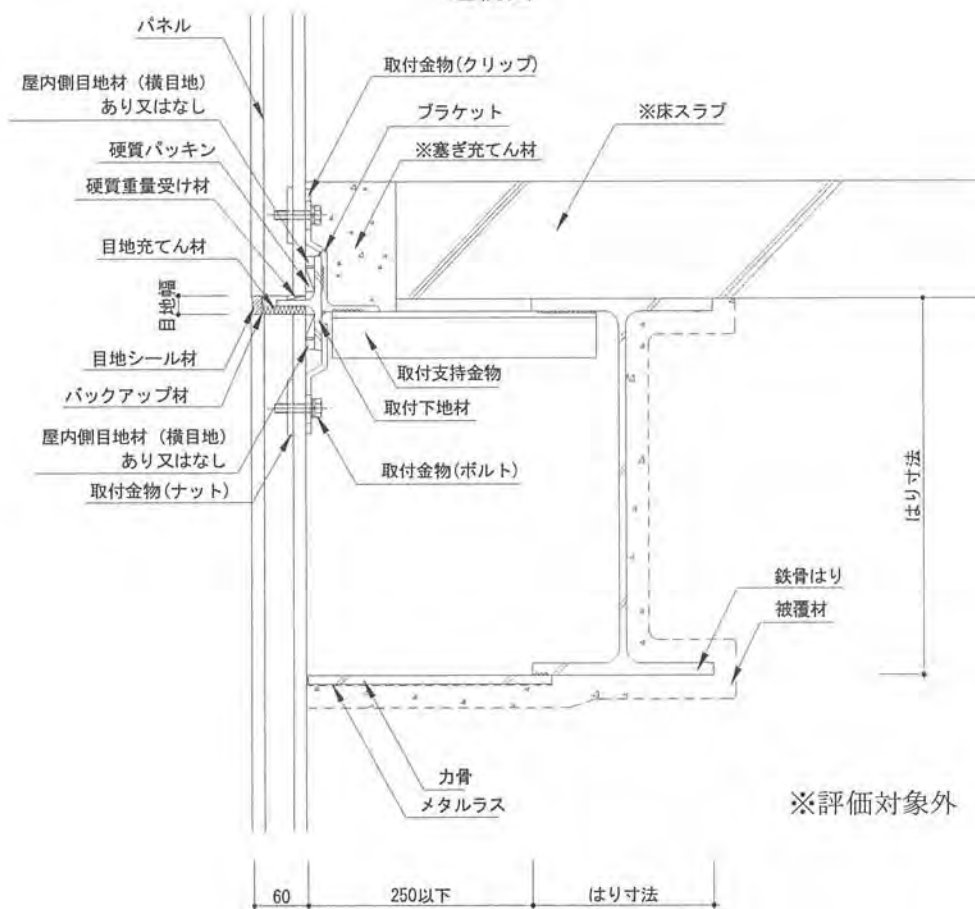 パネル
屋内側目地材（横目地）
あり又はなし
硬質パッキン
硬質重量受け材
目地充てん材
目地幅
目地シール材
バックアップ材
屋内側目地材（横目地）
あり又はなし
取付金物(ナット)
取付金物(クリップ)
ブラケット
※塞ぎ充てん材
※床スラブ
取付支持金物
取付下地材
取付金物(ボルト)
はり寸法
鉄骨はり
被覆材
力骨
メタルラス
※評価対象外
60
250以下
はり寸法